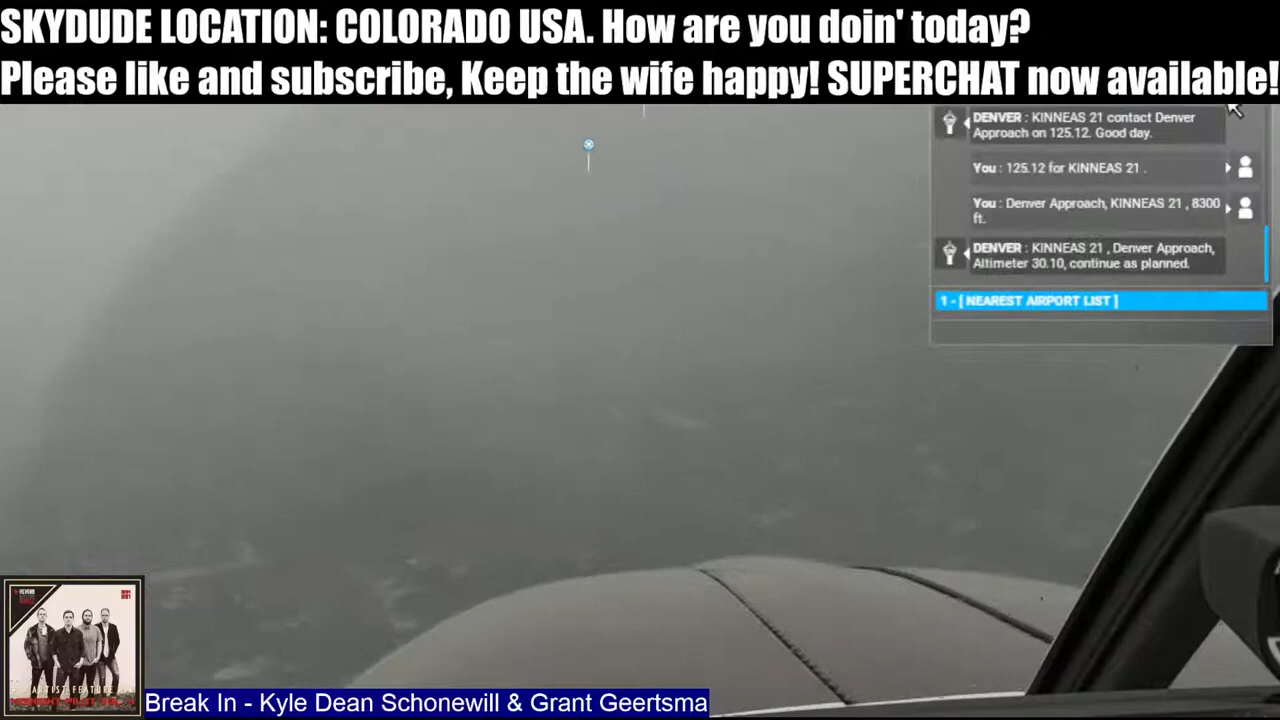 SKYDUDE LOCATION: COLORADO USA. How are you doin' today?
Please like and subscribe, Keep the wife happy! SUPERCHAT now available!
DENVER : KINNEAS 21 contact Denver
Approach on 125.12. Good day.
You : 125.12 for KINNEAS 21 .
You : Denver Approach, KINNEAS 21 , 8300
ft.
DENVER : KINNEAS 21 , Denver Approach,
Altimeter 30.10, continue as planned.
1 - [ NEAREST AIRPORT LIST ]
ARTIST FEATURE
Break In - Kyle Dean Schonewill & Grant Geertsma